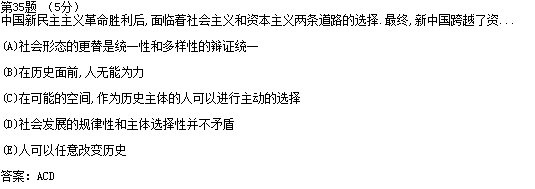 第35题 (5分)
中国新民主主义革命胜利后,面临着社会主义和资本主义两条道路的选择.最终,新中国跨越了资...
(A)社会形态的更替是统一性和多样性的辩证统一
(B)在历史面前,人无能为力
(C)在可能的空间,作为历史主体的人可以进行主动的选择
(D)社会发展的规律性和主体选择性并不矛盾
(E)人可以任意改变历史
答案: ACD